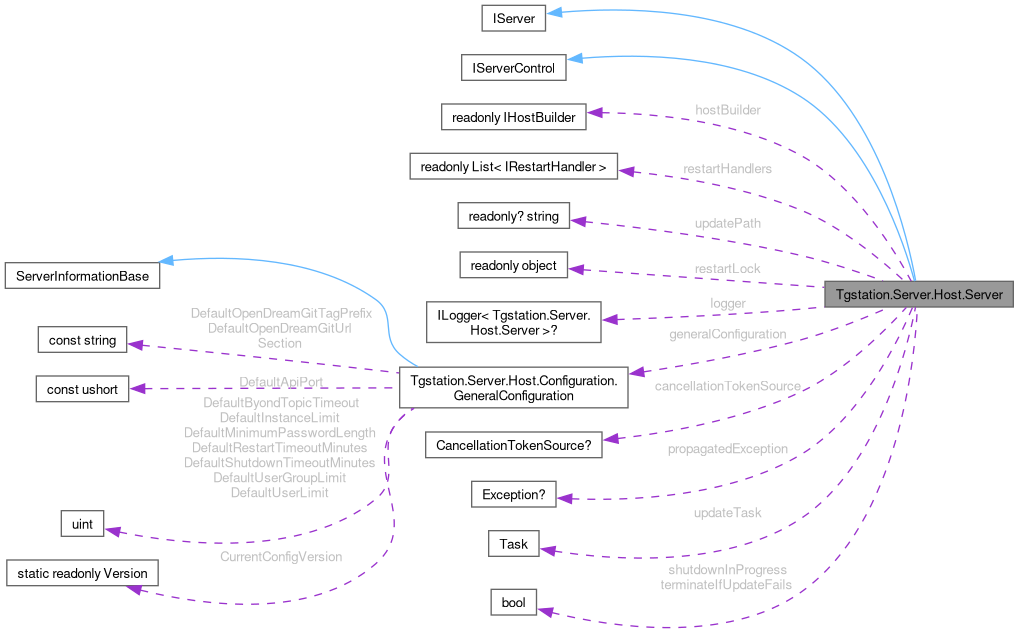 IServer
IServerControl
readonly IHostBuilder
hostBuilder
readonly List< IRestartHandler >
restartHandlers
readonly? string
updatePath
readonly object
restartLock
ServerInformationBase
Tgstation.Server.Host.Server
ILogger< Tgstation.Server.
Host.Server >?
logger
DefaultOpenDreamGitTagPrefix
DefaultOpenDreamGitUrl
Section
const string
generalConfiguration
Tgstation.Server.Host.Configuration.
GeneralConfiguration
const ushort
DefaultApiPort
cancellationTokenSource
DefaultByondTopicTimeout
DefaultInstanceLimit
DefaultMinimumPasswordLength
DefaultRestartTimeoutMinutes
DefaultShutdownTimeoutMinutes
DefaultUserGroupLimit
DefaultUserLimit
CancellationTokenSource?
propagatedException
Exception?
uint
updateTask
Task
CurrentConfigVersion
static readonly Version
shutdownInProgress
terminateIfUpdateFails
bool